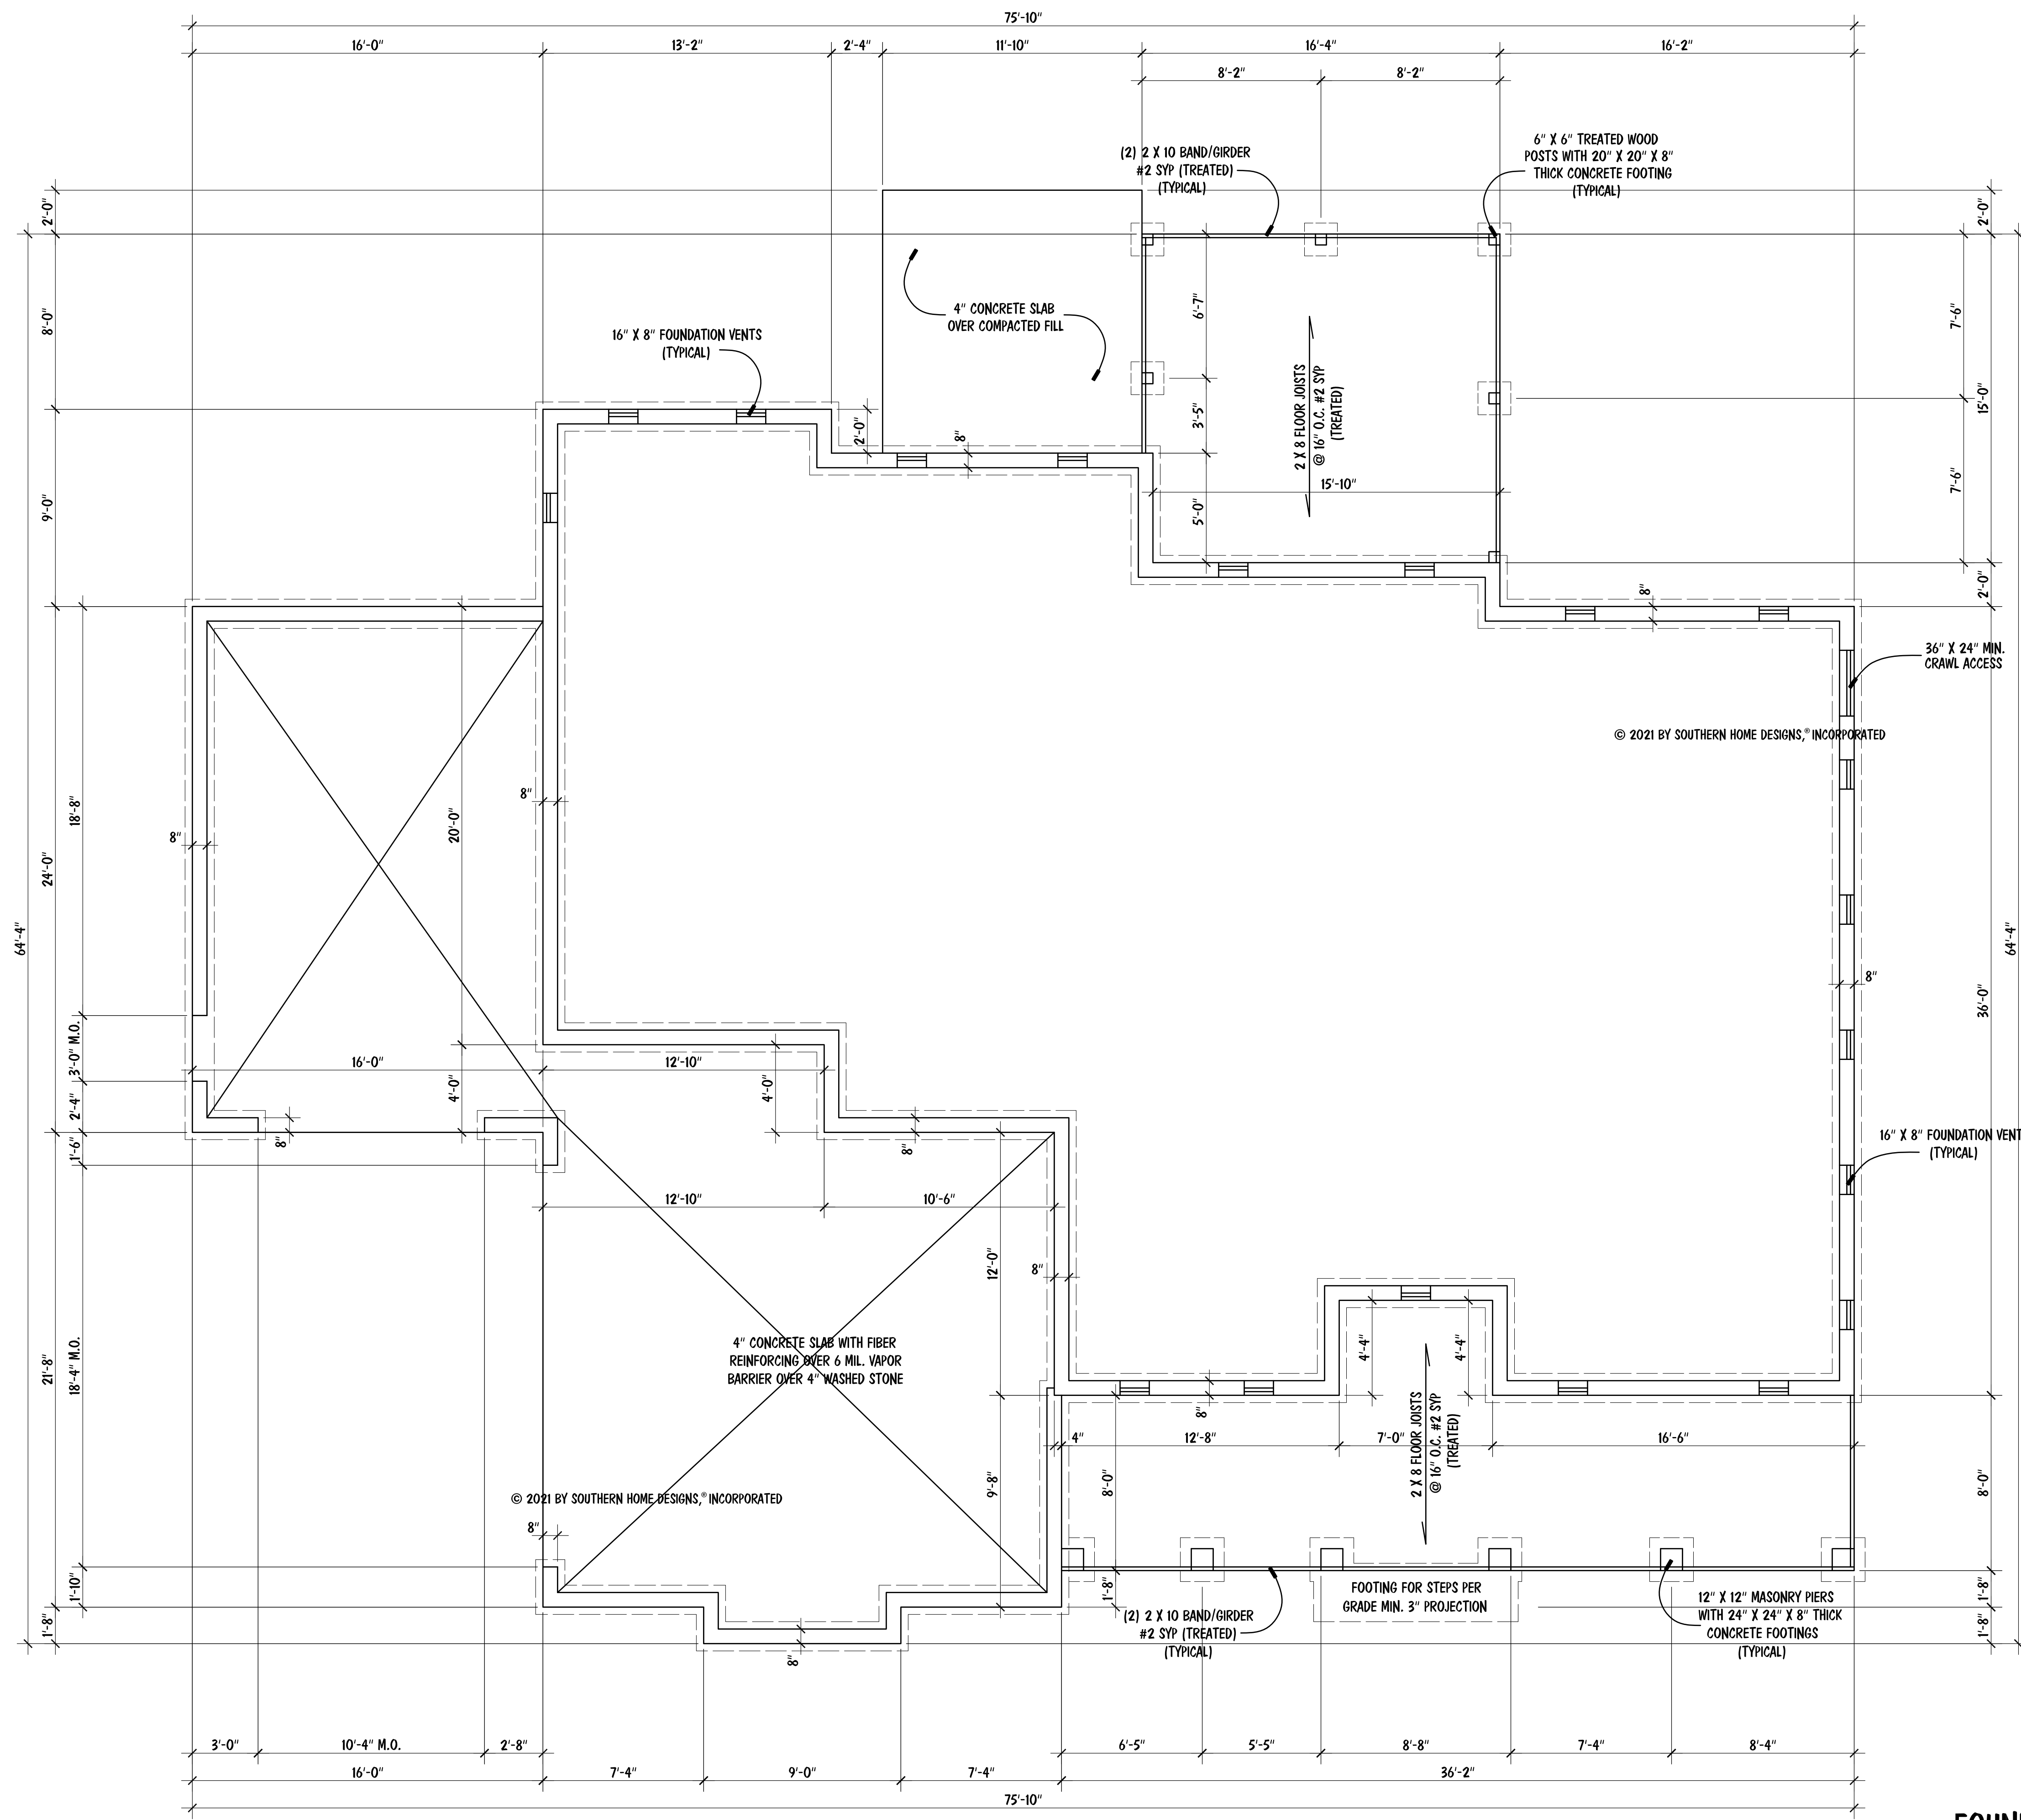 75'-10"
16'-0"
13'-2"
2'-4"
11'-10"
16'-4"
16'-2"
8'-2"
8'-2"
(2) 2 X 10 BAND/GIRDER
#2 SYP (TREATED)
(TYPICAL)
6" X 6" TREATED WOOD
POSTS WITH 20" X 20" X 8"
THICK CONCRETE FOOTING
(TYPICAL)
2'-0"
2'-0"
8'-0"
6'-7"
7'-6"
4" CONCRETE SLAB
OVER COMPACTED FILL
16" X 8" FOUNDATION VENTS
(TYPICAL)
2 X 8 FLOOR JOISTS
@ 16" O.C. #2 SYP
(TREATED)
15'-0"
3'-5"
2'-0"
8"
15'-10"
7'-6"
9'-0"
5'-0"
2'-0"
8"
36" X 24" MIN.
CRAWL ACCESS
© 2021 BY SOUTHERN HOME DESIGNS,® INCORPORATED
8"
18'-8"
20'-0"
8"
24'-0"
64'-4"
64'-4"
8"
36'-0"
3'-0" M.O.
16'-0"
12'-10"
4'-0"
4'-0"
2'-4"
8"
8"
1'-6"
16" X 8" FOUNDATION VENT
(TYPICAL)
12'-10"
10'-6"
12'-0"
8"
4" CONCRETE SLAB WITH FIBER
REINFORCING OVER 6 MIL. VAPOR
BARRIER OVER 4" WASHED STONE
4'-4"
4'-4"
21'-8"
18'-4" M.O.
8"
4"
12'-8"
7'-0"
16'-6"
2 X 8 FLOOR JOISTS
@ 16" O.C. #2 SYP
(TREATED)
9'-8"
8'-0"
8'-0"
© 2021 BY SOUTHERN HOME DESIGNS,® INCORPORATED
8"
1'-10"
1'-8"
1'-8"
FOOTING FOR STEPS PER
GRADE MIN. 3" PROJECTION
12" X 12" MASONRY PIERS
WITH 24" X 24" X 8" THICK
CONCRETE FOOTINGS
(TYPICAL)
(2) 2 X 10 BAND/GIRDER
#2 SYP (TREATED)
(TYPICAL)
1'-8"
1'-8"
8"
3'-0"
10'-4" M.O.
2'-8"
6'-5"
5'-5"
8'-8"
7'-4"
8'-4"
16'-0"
7'-4"
9'-0"
7'-4"
36'-2"
75'-10"